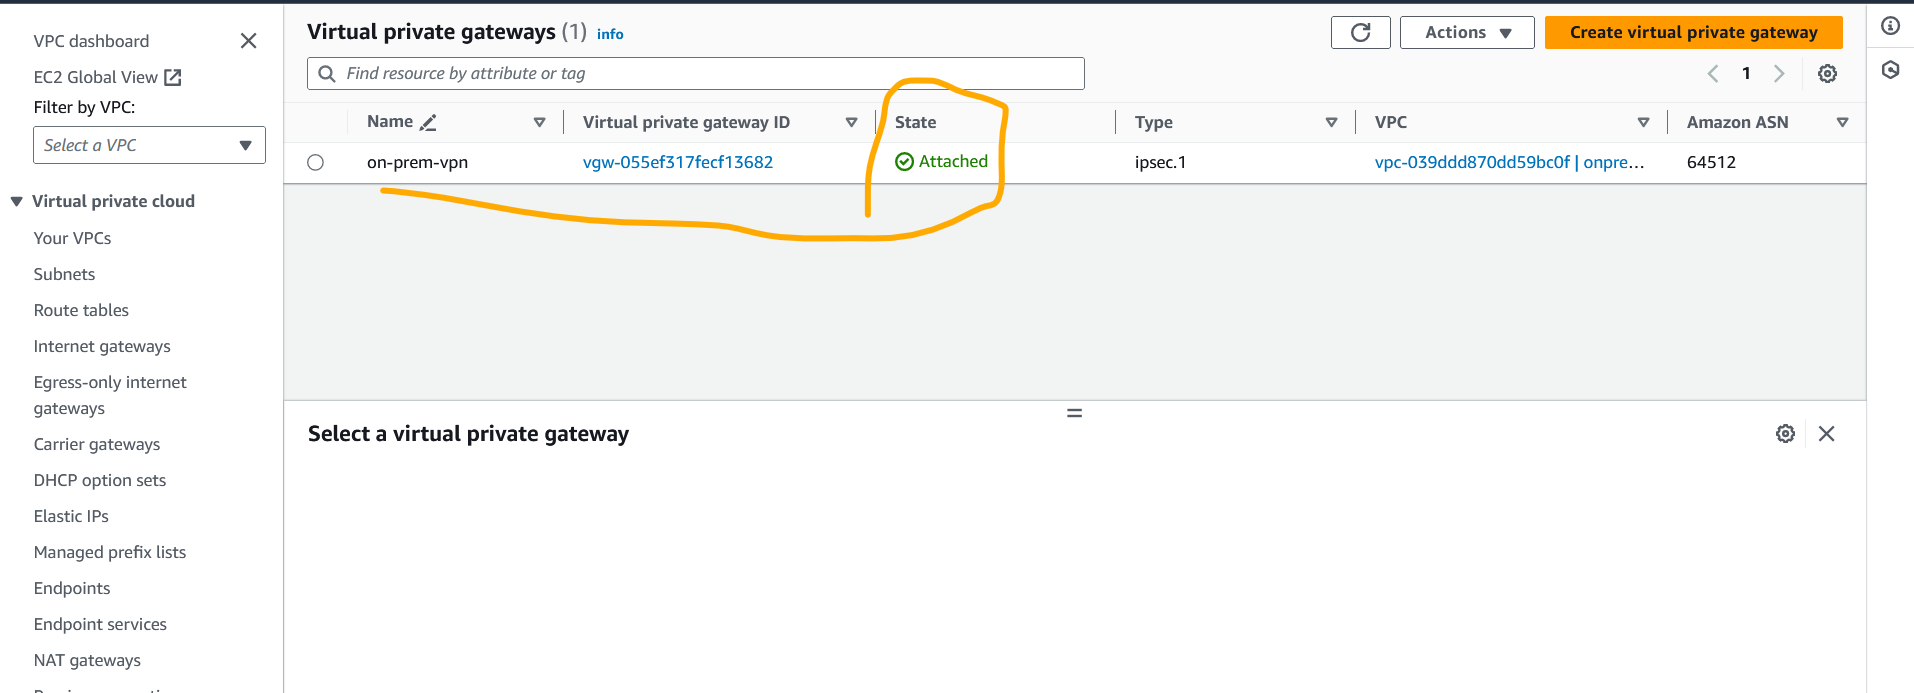 VPC dashboard
EC2 Global View
Filter by VPC:
Select a VPC
Virtual private cloud
Your VPCs
Subnets
Route tables
Internet gateways
Egress-only internet
gateways
Carrier gateways
DHCP option sets
Elastic IPs
Managed prefix lists
Endpoints
Endpoint services
NAT gateways
Virtual private gateways (1) info
Actions
Create virtual private gateway
Find resource by attribute or tag
1
Name Virtual private gateway ID State Type VPC Amazon ASN
on-prem-vpn vgw-055ef317fecf13682 Attached ipsec.1 vpc-039ddd870dd59bc0f | onpre... 64512
Select a virtual private gateway